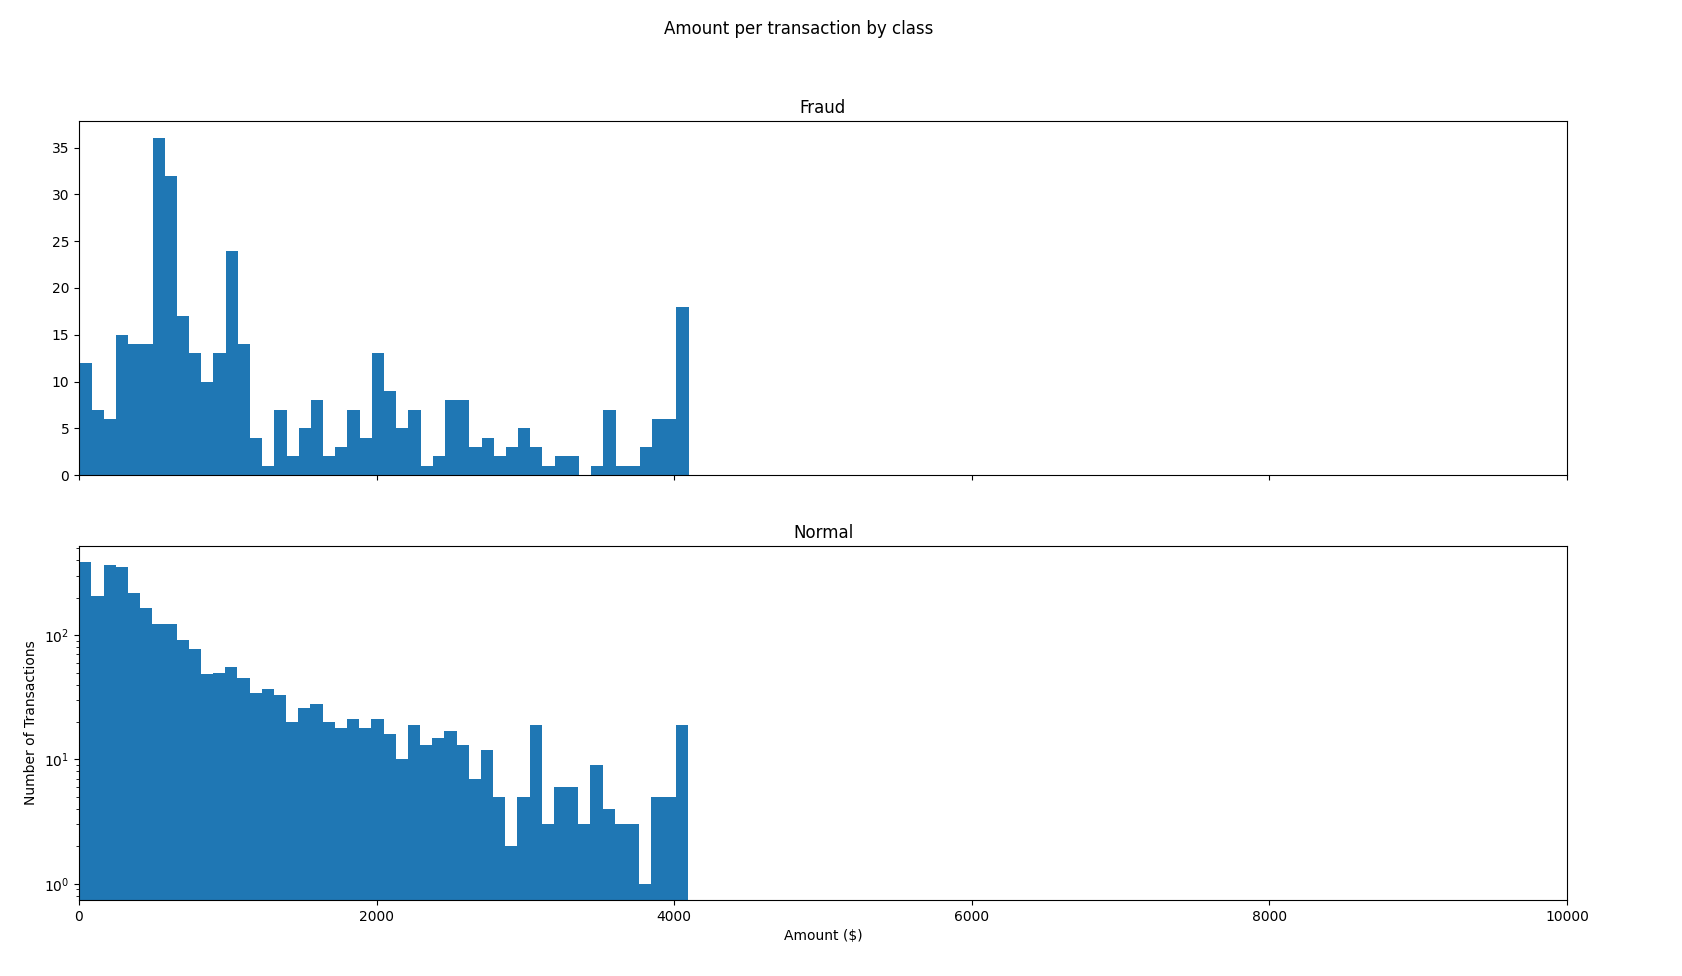 Amount per transaction by class
Fraud
35
30
25
20
15
10
5
0
Normal
10²
10¹
10⁰
Number of Transactions
0 2000 4000 6000 8000 10000
Amount ($)